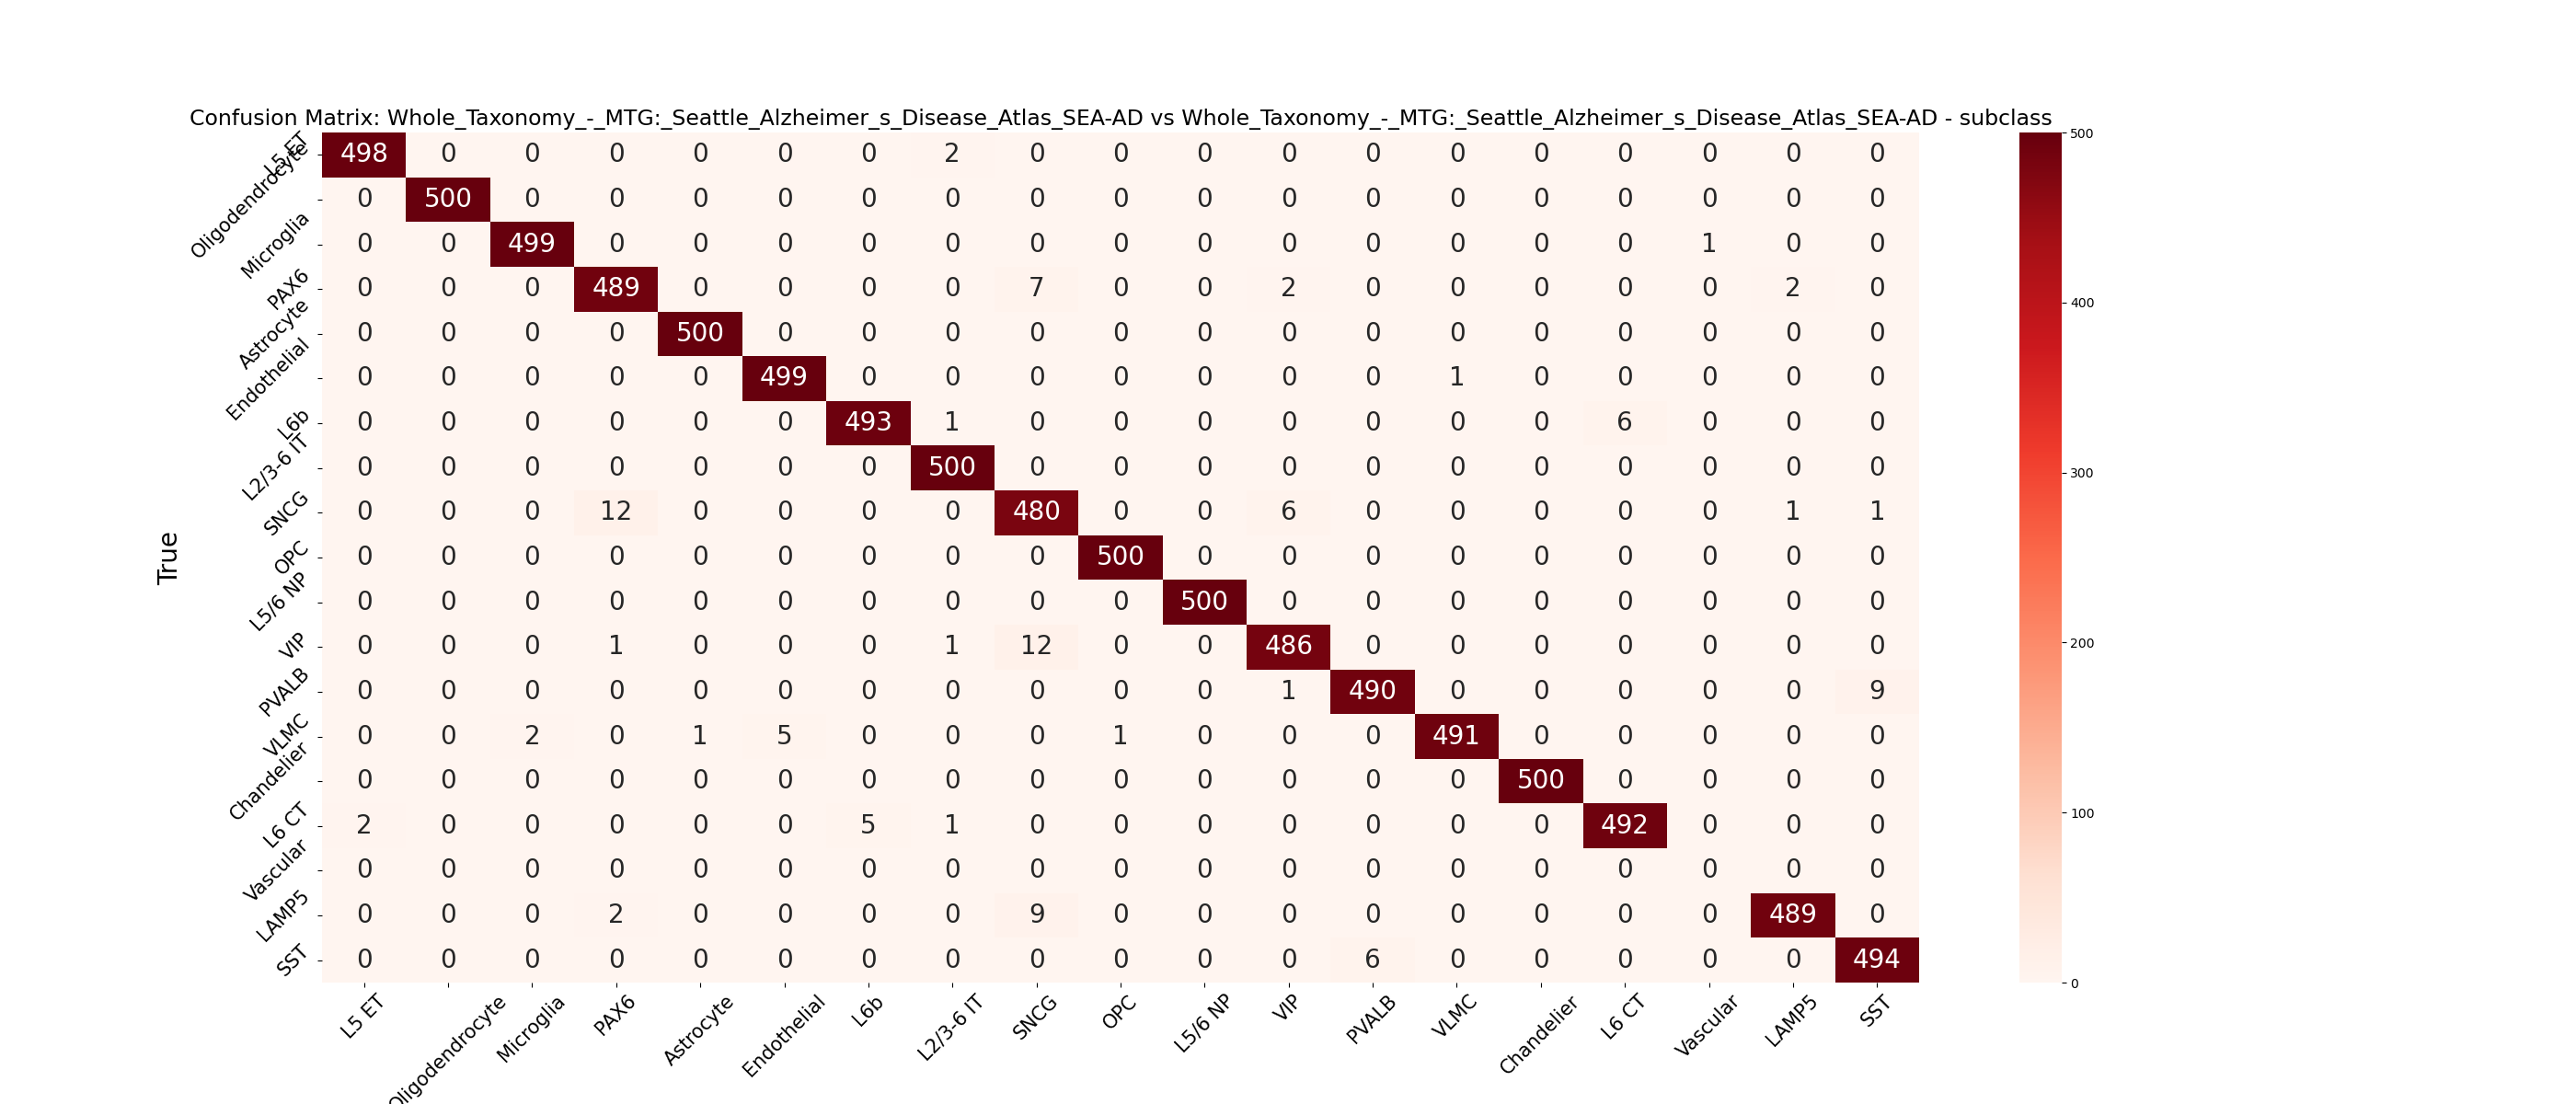 Confusion Matrix: Whole_Taxonomy_-_MTG:_Seattle_Alzheimer_s_Disease_Atlas_SEA-AD vs Whole_Taxonomy_-_MTG:_Seattle_Alzheimer_s_Disease_Atlas_SEA-AD - subclass
True
L5 ET 498 0 0 0 0 0 0 2 0 0 0 0 0 0 0 0 0 0 0
Oligodendrocyte 0 500 0 0 0 0 0 0 0 0 0 0 0 0 0 0 0 0 0
Microglia 0 0 499 0 0 0 0 0 0 0 0 0 0 0 0 0 1 0 0
PAX6 0 0 0 489 0 0 0 0 7 0 0 2 0 0 0 0 0 2 0
Astrocyte 0 0 0 0 500 0 0 0 0 0 0 0 0 0 0 0 0 0 0
Endothelial 0 0 0 0 0 499 0 0 0 0 0 0 0 1 0 0 0 0 0
L6b 0 0 0 0 0 0 493 1 0 0 0 0 0 0 0 6 0 0 0
L2/3-6 IT 0 0 0 0 0 0 0 500 0 0 0 0 0 0 0 0 0 0 0
SNCG 0 0 0 12 0 0 0 0 480 0 0 6 0 0 0 0 0 1 1
OPC 0 0 0 0 0 0 0 0 0 500 0 0 0 0 0 0 0 0 0
L5/6 NP 0 0 0 0 0 0 0 0 0 0 500 0 0 0 0 0 0 0 0
VIP 0 0 0 1 0 0 0 1 12 0 0 486 0 0 0 0 0 0 0
PVALB 0 0 0 0 0 0 0 0 0 0 0 1 490 0 0 0 0 0 9
VLMC 0 0 2 0 1 5 0 0 0 1 0 0 0 491 0 0 0 0 0
Chandelier 0 0 0 0 0 0 0 0 0 0 0 0 0 0 500 0 0 0 0
L6 CT 2 0 0 0 0 0 5 1 0 0 0 0 0 0 0 492 0 0 0
Vascular 0 0 0 0 0 0 0 0 0 0 0 0 0 0 0 0 0 0 0
LAMP5 0 0 0 2 0 0 0 0 9 0 0 0 0 0 0 0 0 489 0
SST 0 0 0 0 0 0 0 0 0 0 0 0 6 0 0 0 0 0 494
L5 ET Oligodendrocyte Microglia PAX6 Astrocyte Endothelial L6b L2/3-6 IT SNCG OPC L5/6 NP VIP PVALB VLMC Chandelier L6 CT Vascular LAMP5 SST
500
400
300
200
100
0